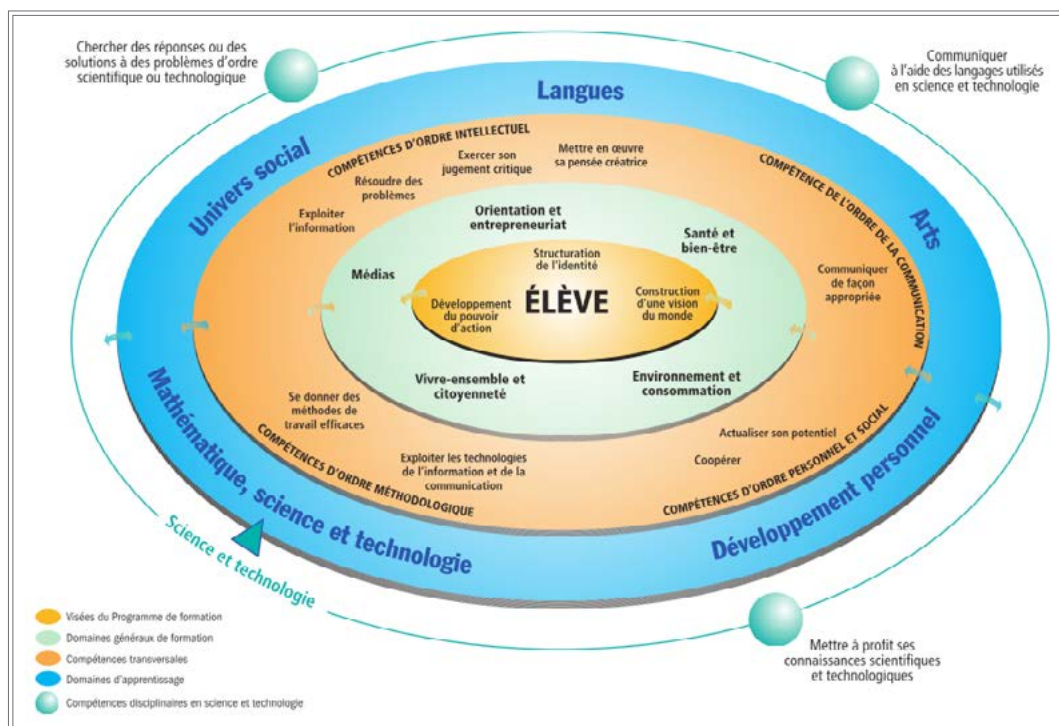 Chercher des réponses ou des
solutions à des problèmes d'ordre
scientifique ou technologique
Communiquer
à l'aide des langages utilisés
en science et technologie
Langues
Univers social
Arts
COMPÉTENCES D'ORDRE INTELLECTUEL
COMPÉTENCE DE L'ORDRE DE LA COMMUNICATION
Mettre en œuvre
sa pensée créatrice
Exercer son
jugement critique
Résoudre des
problèmes
Exploiter
l'information
Communiquer
de façon
appropriée
Orientation et
entrepreneuriat
Santé et
bien-être
Médias
Structuration
de l'identité
ÉLÈVE
Développement
du pouvoir
d'action
Construction
d'une vision
du monde
Vivre-ensemble et
citoyenneté
Environnement et
consommation
Se donner des
méthodes de
travail efficaces
Exploiter les technologies
de l'information et de la
communication
Actualiser son potentiel
Coopérer
COMPÉTENCES D'ORDRE MÉTHODOLOGIQUE
COMPÉTENCES D'ORDRE PERSONNEL ET SOCIAL
Mathématique, science et technologie
Développement personnel
Science et technologie
Mettre à profit ses
connaissances scientifiques
et technologiques
Visées du Programme de formation
Domaines généraux de formation
Compétences transversales
Domaines d'apprentissage
Compétences disciplinaires en science et technologie